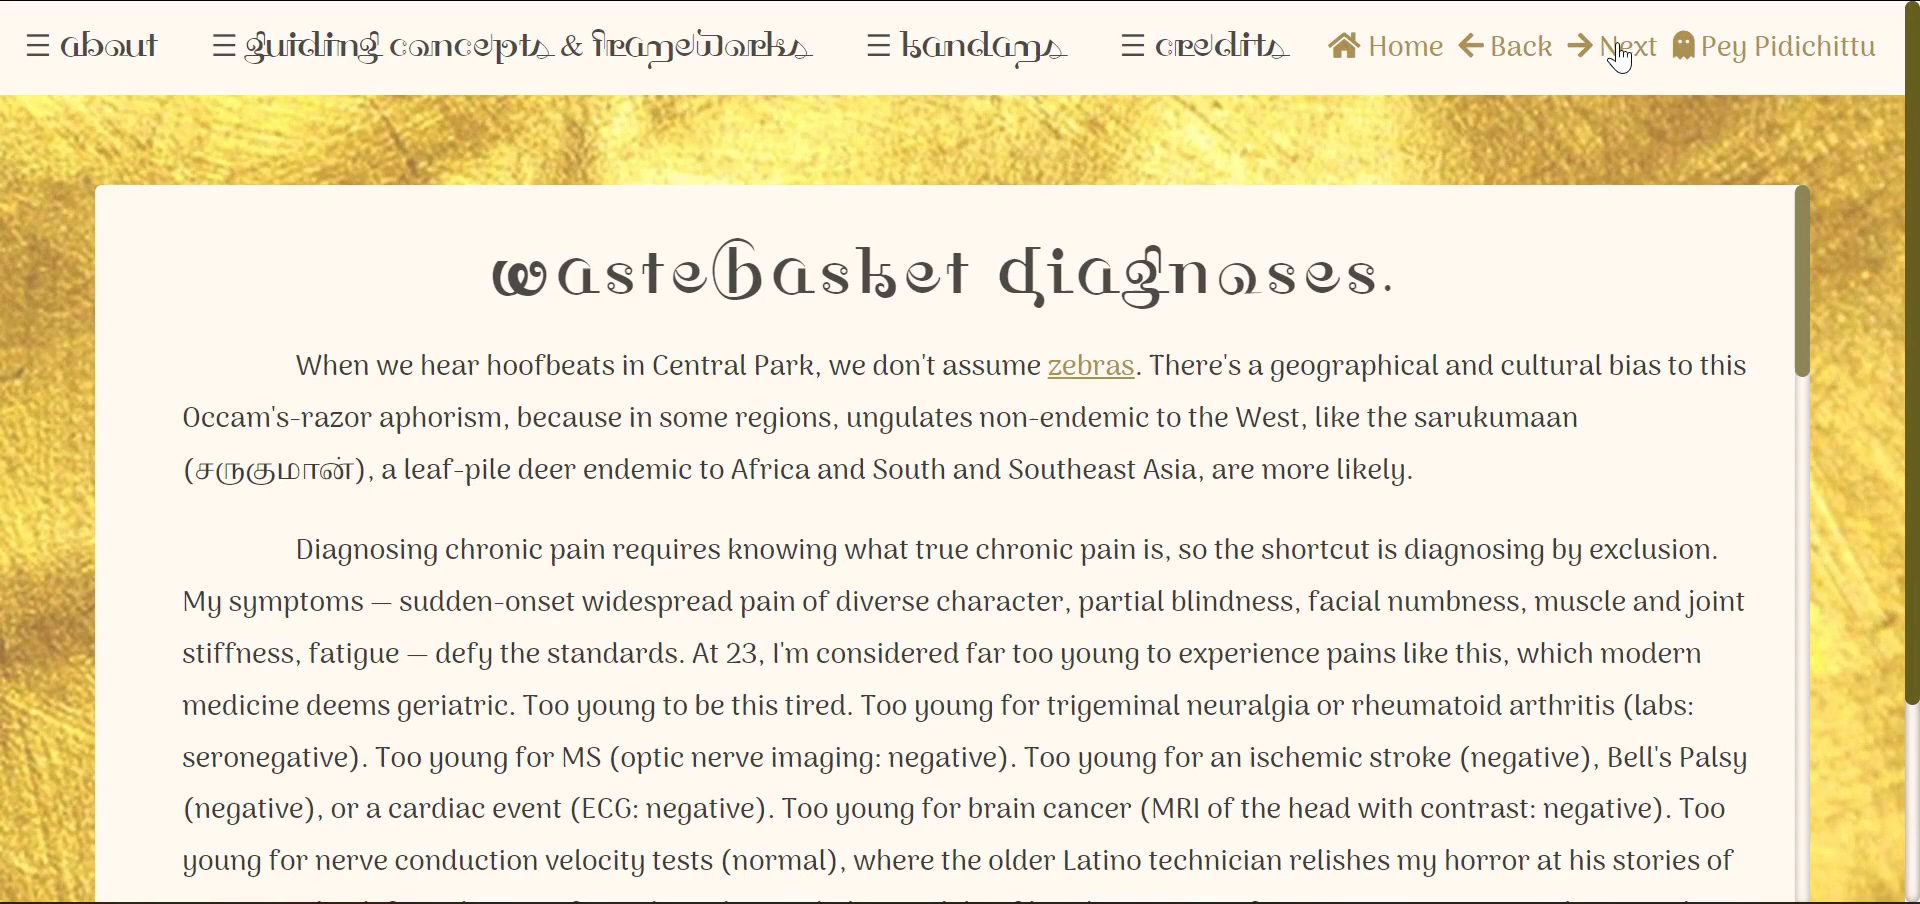 ☰ about ☰ guiding concepts & frameworks ☰ kandams ☰ credits Home Back Next Pey Pidichittu
wastebasket diagnoses.
When we hear hoofbeats in Central Park, we don't assume zebras. There's a geographical and cultural bias to this
Occam's-razor aphorism, because in some regions, ungulates non-endemic to the West, like the sarukumaan
(சருகுமான்), a leaf-pile deer endemic to Africa and South and Southeast Asia, are more likely.
Diagnosing chronic pain requires knowing what true chronic pain is, so the shortcut is diagnosing by exclusion.
My symptoms — sudden-onset widespread pain of diverse character, partial blindness, facial numbness, muscle and joint
stiffness, fatigue — defy the standards. At 23, I'm considered far too young to experience pains like this, which modern
medicine deems geriatric. Too young to be this tired. Too young for trigeminal neuralgia or rheumatoid arthritis (labs:
seronegative). Too young for MS (optic nerve imaging: negative). Too young for an ischemic stroke (negative), Bell's Palsy
(negative), or a cardiac event (ECG: negative). Too young for brain cancer (MRI of the head with contrast: negative). Too
young for nerve conduction velocity tests (normal), where the older Latino technician relishes my horror at his stories of